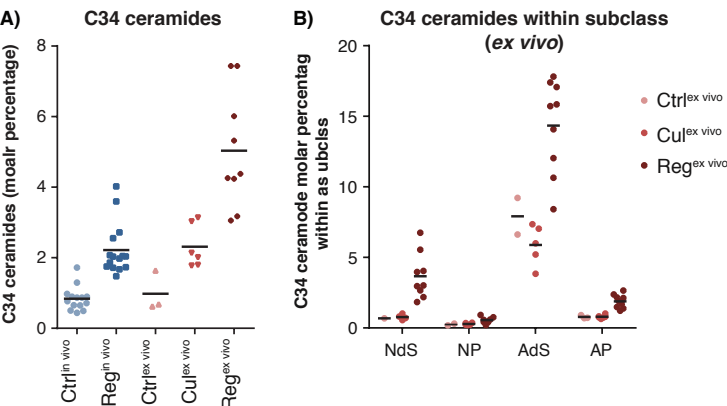 A)
C34 ceramides
C34 ceramides (moalr percentage)
8
6
4
2
0
Ctrl^in vivo
Reg^in vivo
Ctrl^ex vivo
Cul^ex vivo
Reg^ex vivo
B)
C34 ceramides within subclass
(ex vivo)
C34 ceramode molar percentag
within as ubclss
20
15
10
5
0
NdS
NP
AdS
AP
Ctrl^ex vivo
Cul^ex vivo
Reg^ex vivo